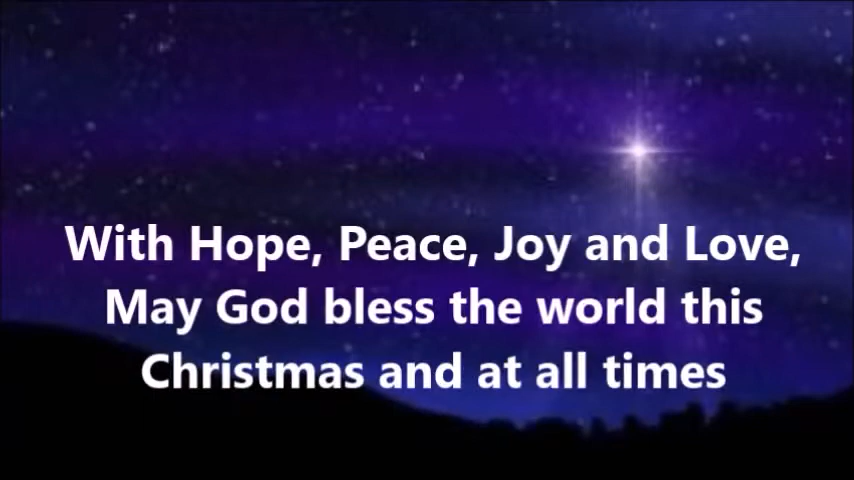 With Hope, Peace, Joy and Love,
May God bless the world this
Christmas and at all times